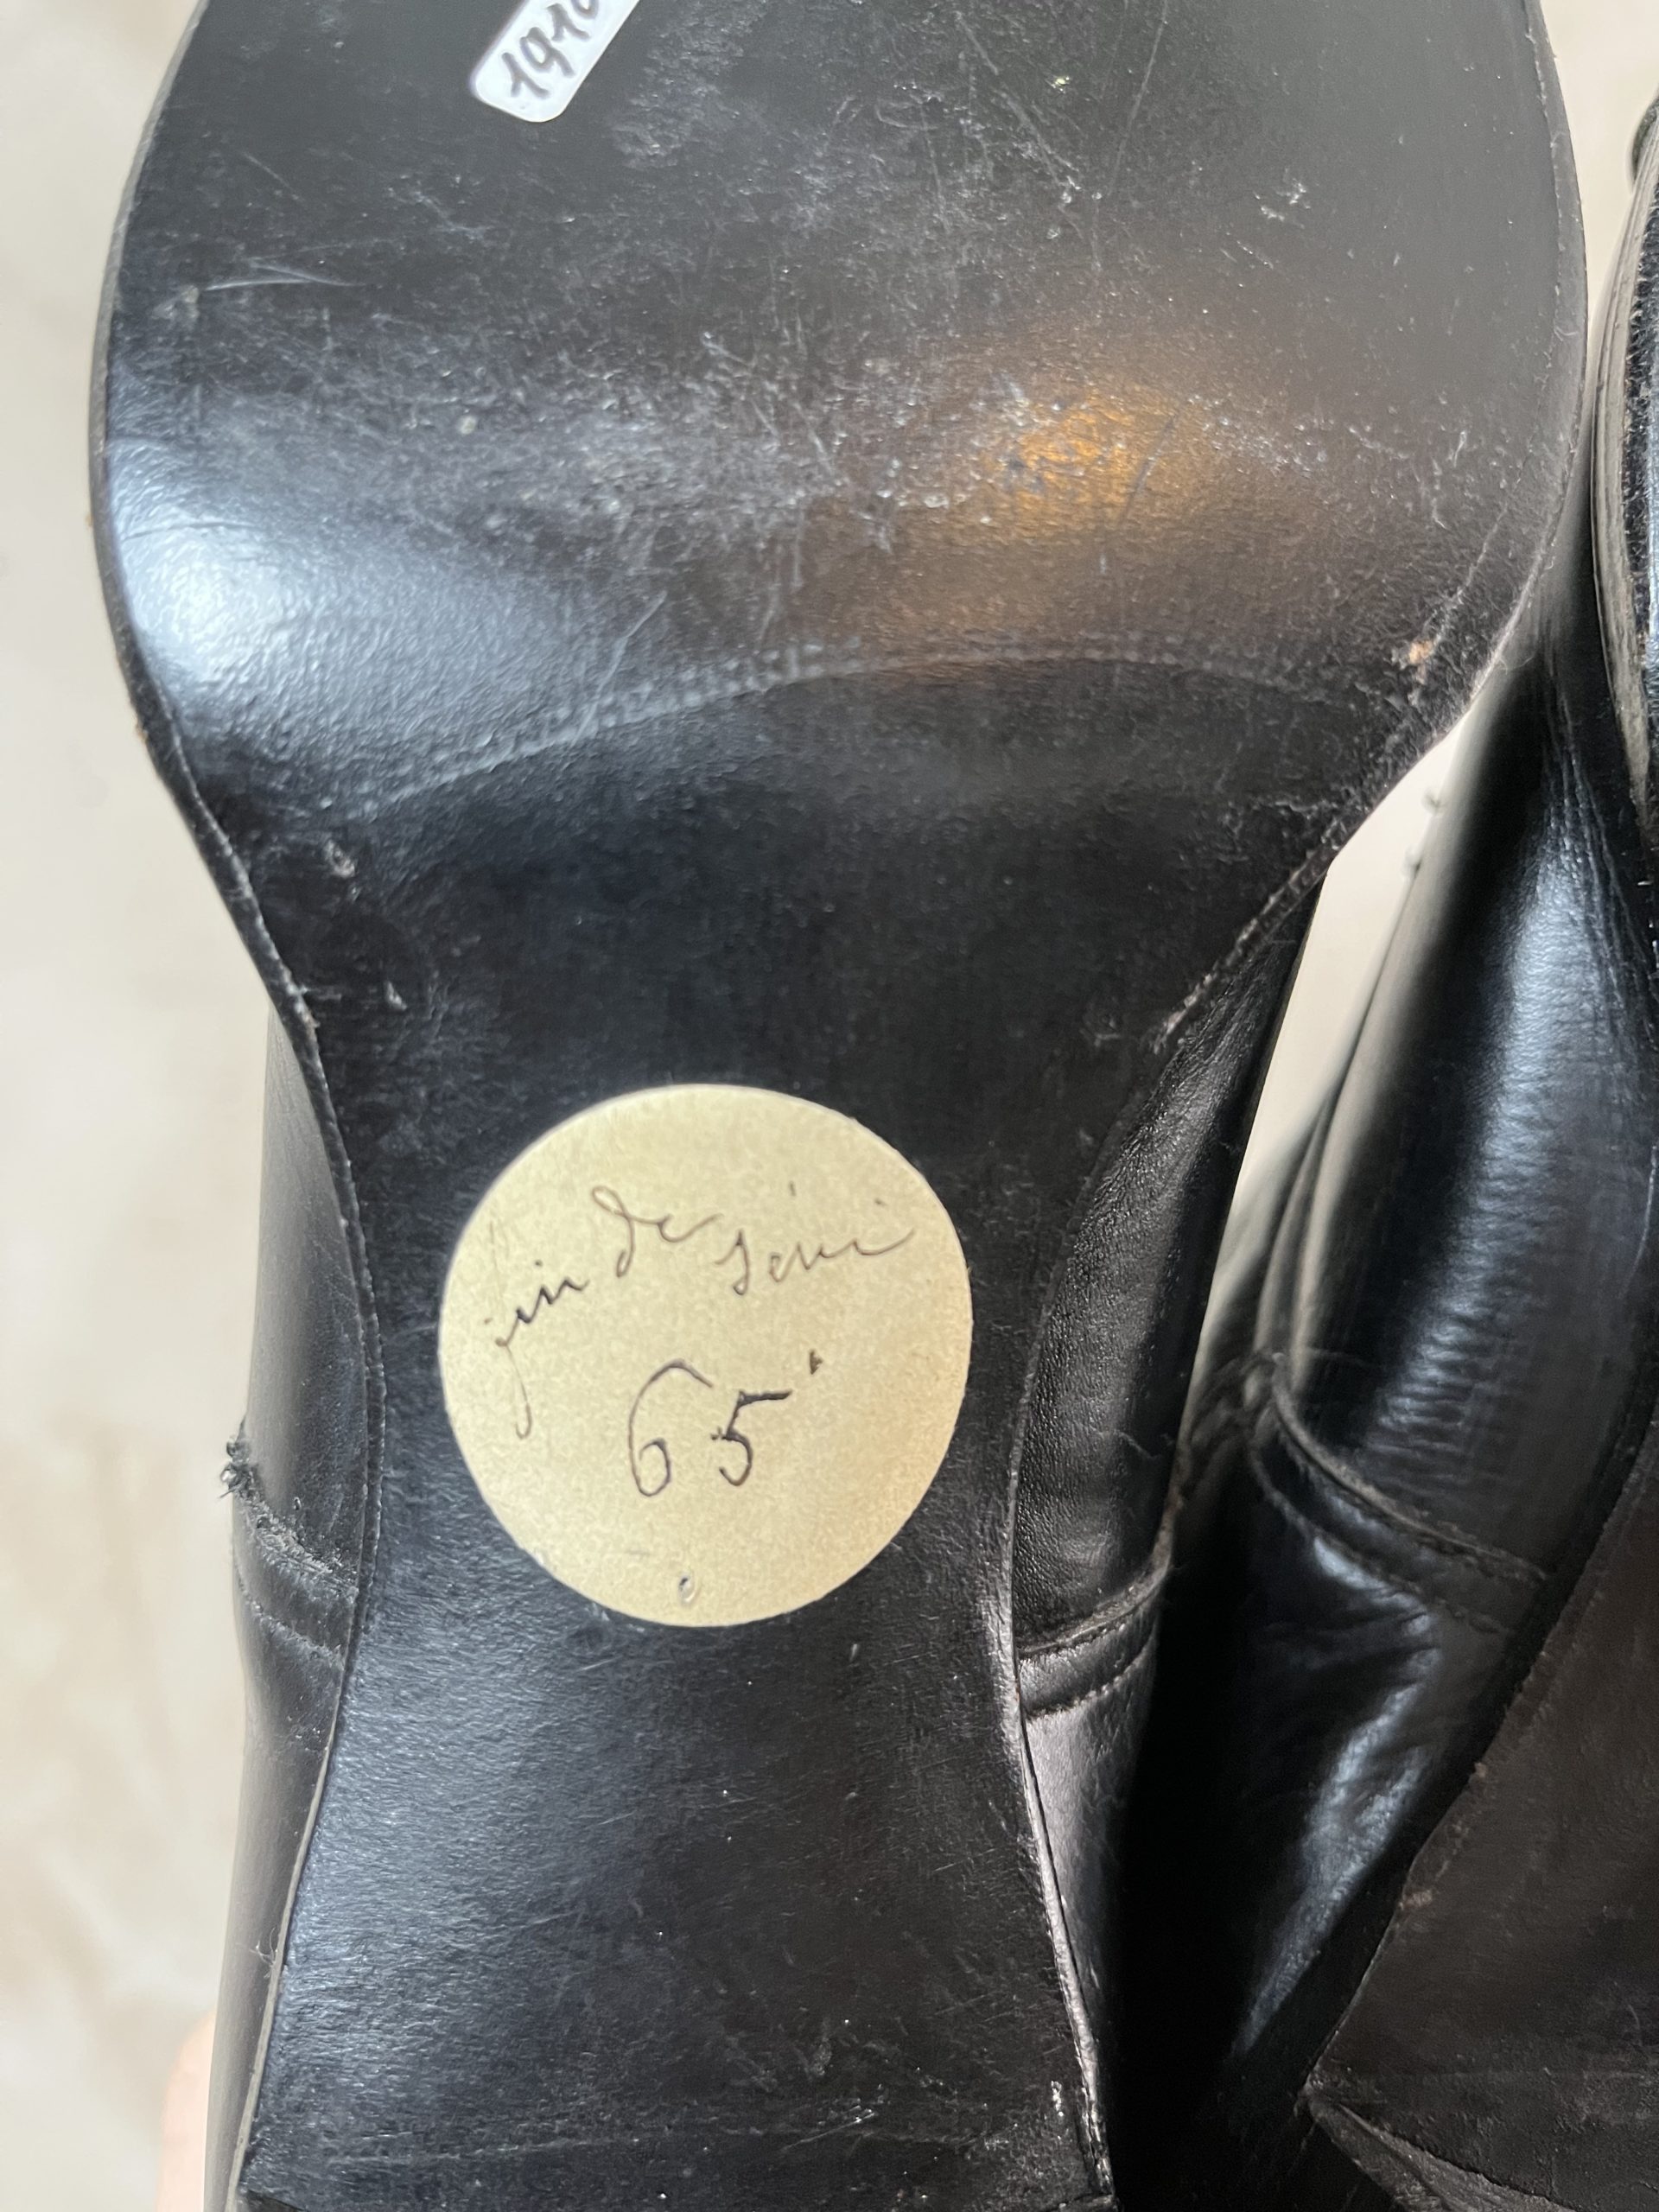 fin de
série
65'